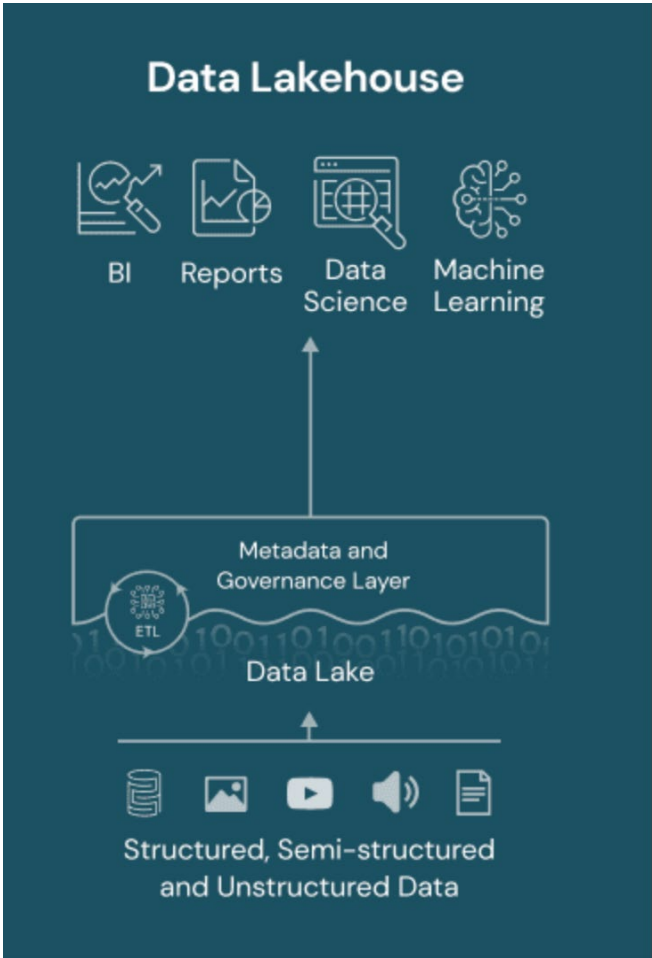 Data Lakehouse
BI
Reports
Data
Science
Machine
Learning
Metadata and
Governance Layer
ETL
Data Lake
Structured, Semi-structured
and Unstructured Data